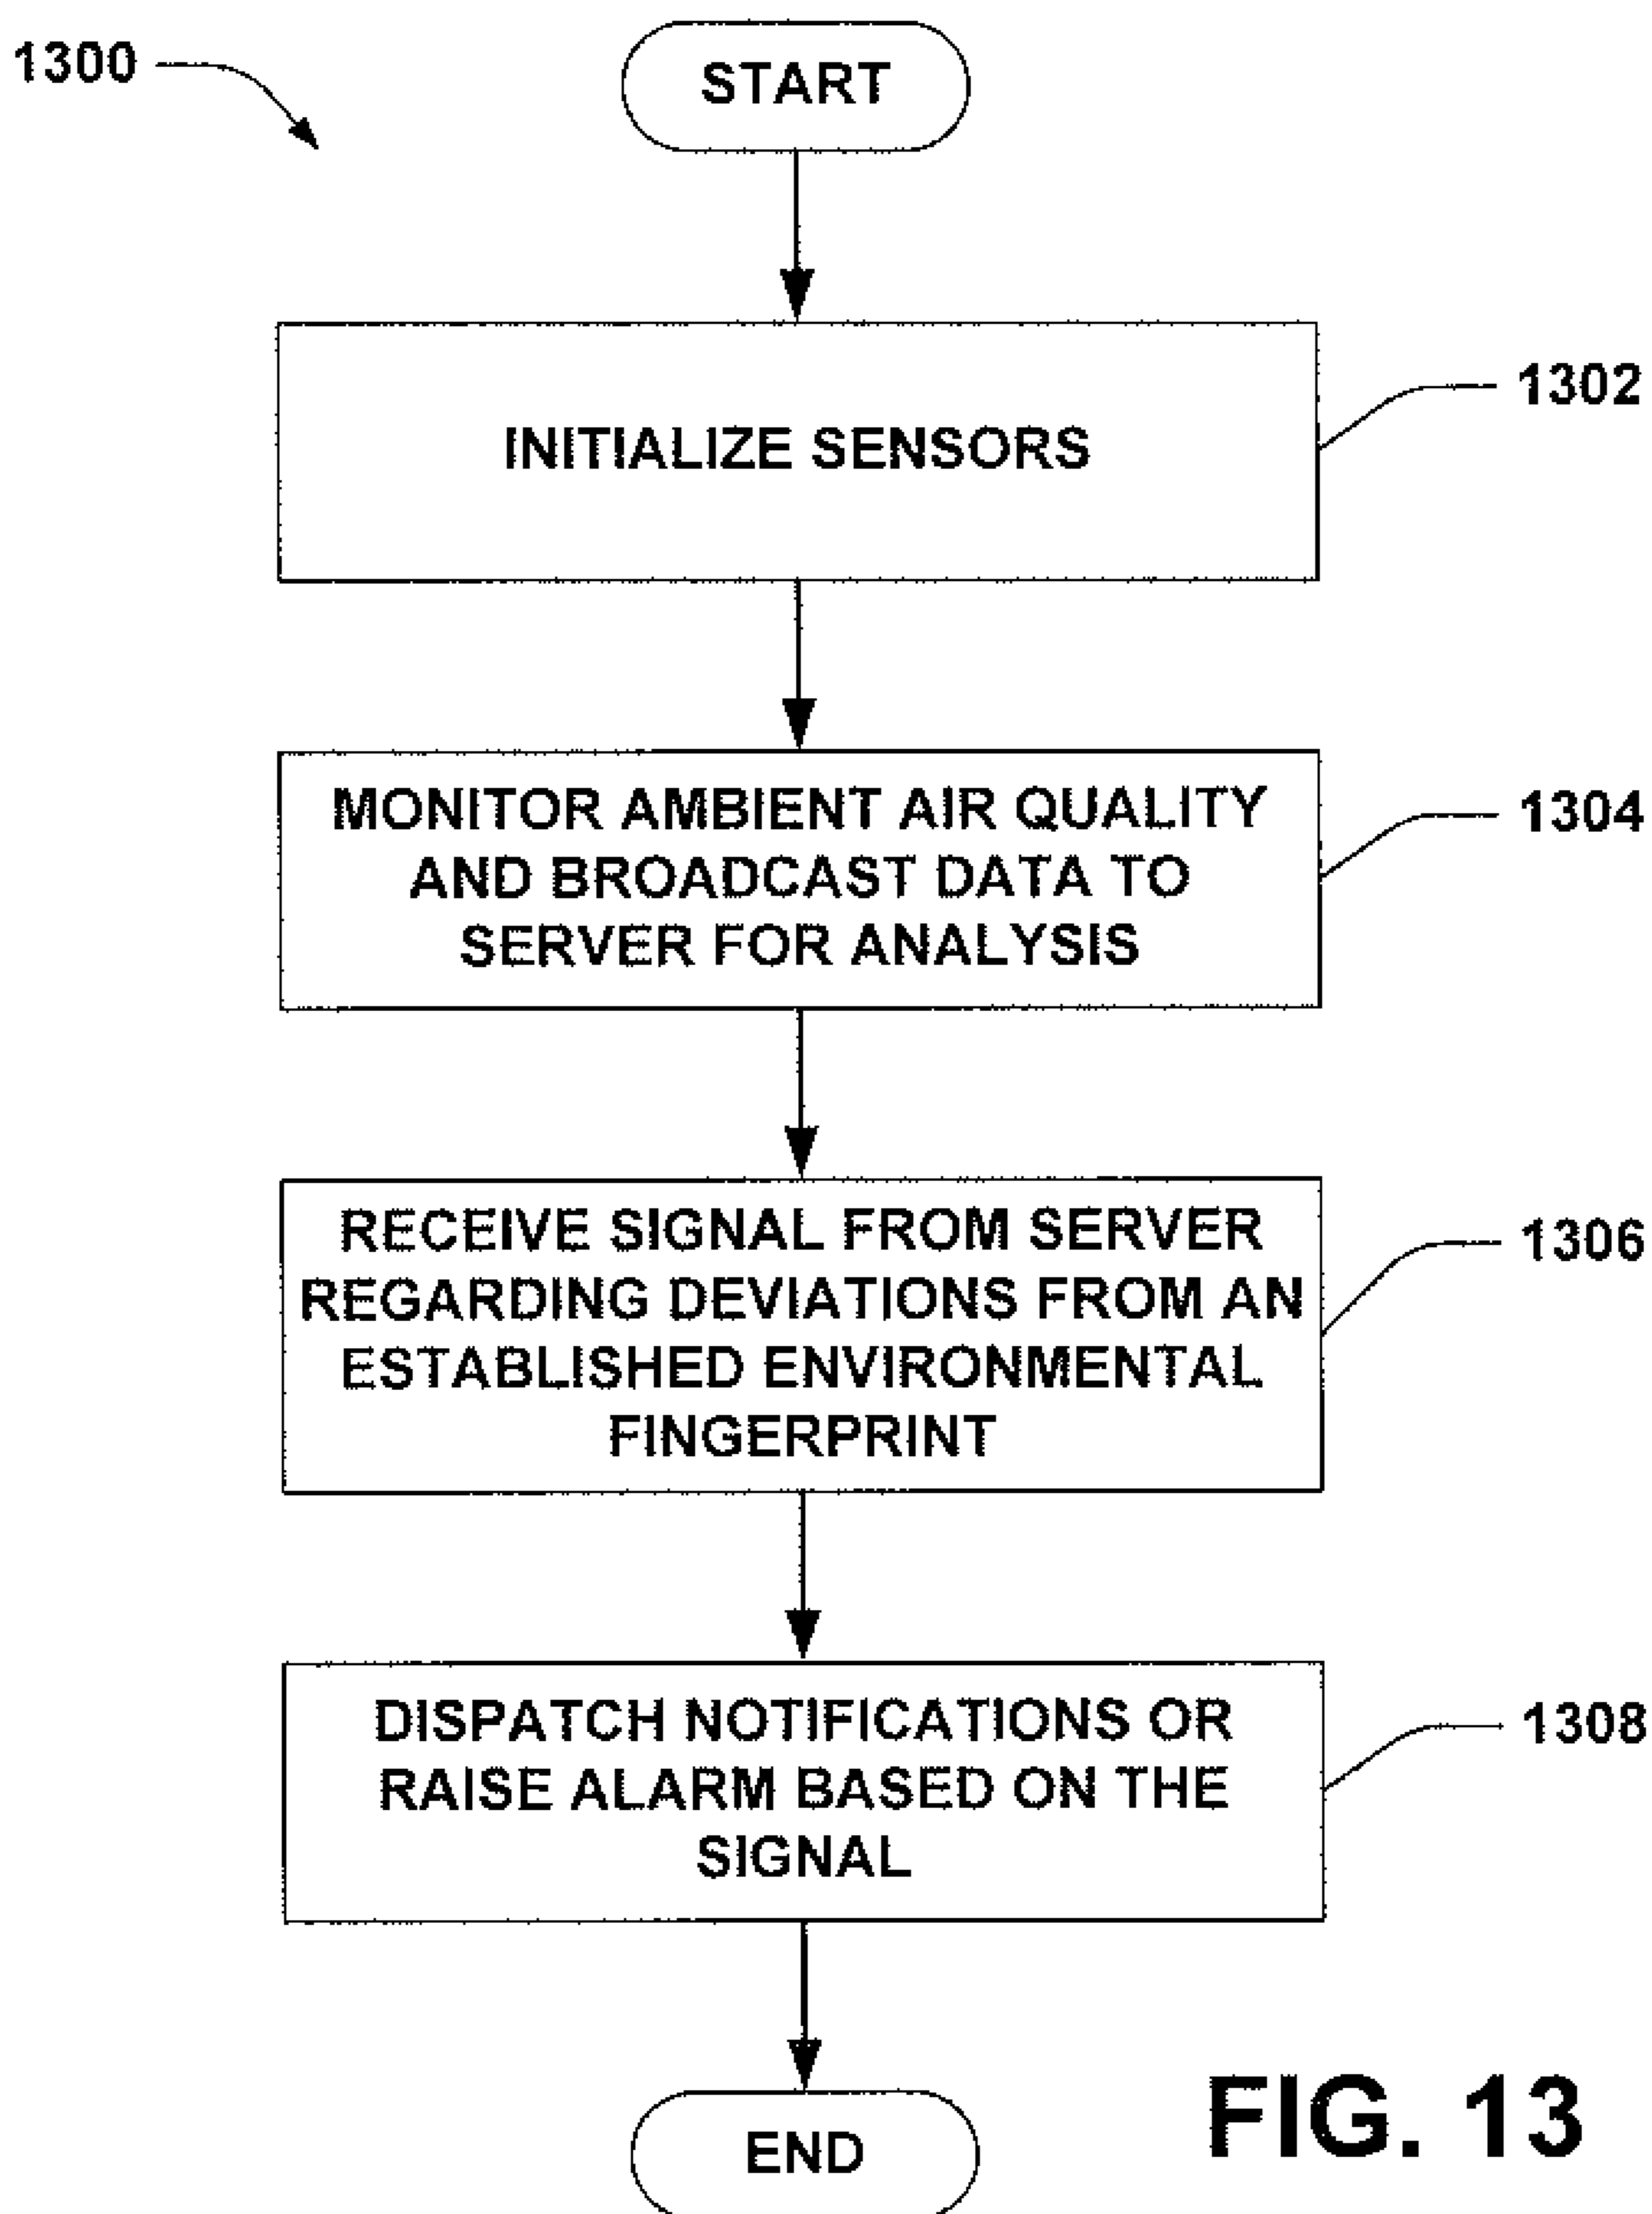 1300
START
INITIALIZE SENSORS
1302
MONITOR AMBIENT AIR QUALITY
AND BROADCAST DATA TO
SERVER FOR ANALYSIS
1304
RECEIVE SIGNAL FROM SERVER
REGARDING DEVIATIONS FROM AN
ESTABLISHED ENVIRONMENTAL
FINGERPRINT
1306
DISPATCH NOTIFICATIONS OR
RAISE ALARM BASED ON THE
SIGNAL
1308
END
FIG. 13